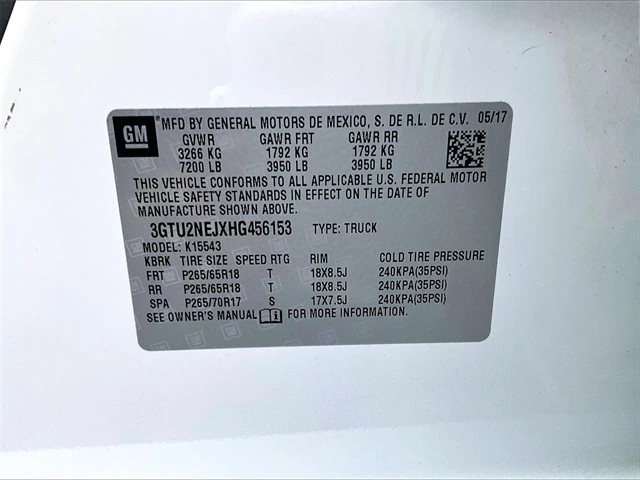 GM ®MFD BY GENERAL MOTORS DE MEXICO, S. DE R.L. DE C.V. 05/17
GVWR GAWR FRT GAWR RR
3266 KG 1792 KG 1792 KG
7200 LB 3950 LB 3950 LB
THIS VEHICLE CONFORMS TO ALL APPLICABLE U.S. FEDERAL MOTOR
VEHICLE SAFETY STANDARDS IN EFFECT ON THE DATE OF
MANUFACTURE SHOWN ABOVE.
3GTU2NEJXHG456153 TYPE: TRUCK
MODEL: K15543
KBRK TIRE SIZE SPEED RTG RIM COLD TIRE PRESSURE
FRT P265/65R18 T 18X8.5J 240KPA(35PSI)
RR P265/65R18 T 18X8.5J 240KPA(35PSI)
SPA P265/70R17 S 17X7.5J 240KPA(35PSI)
SEE OWNER'S MANUAL FOR MORE INFORMATION.